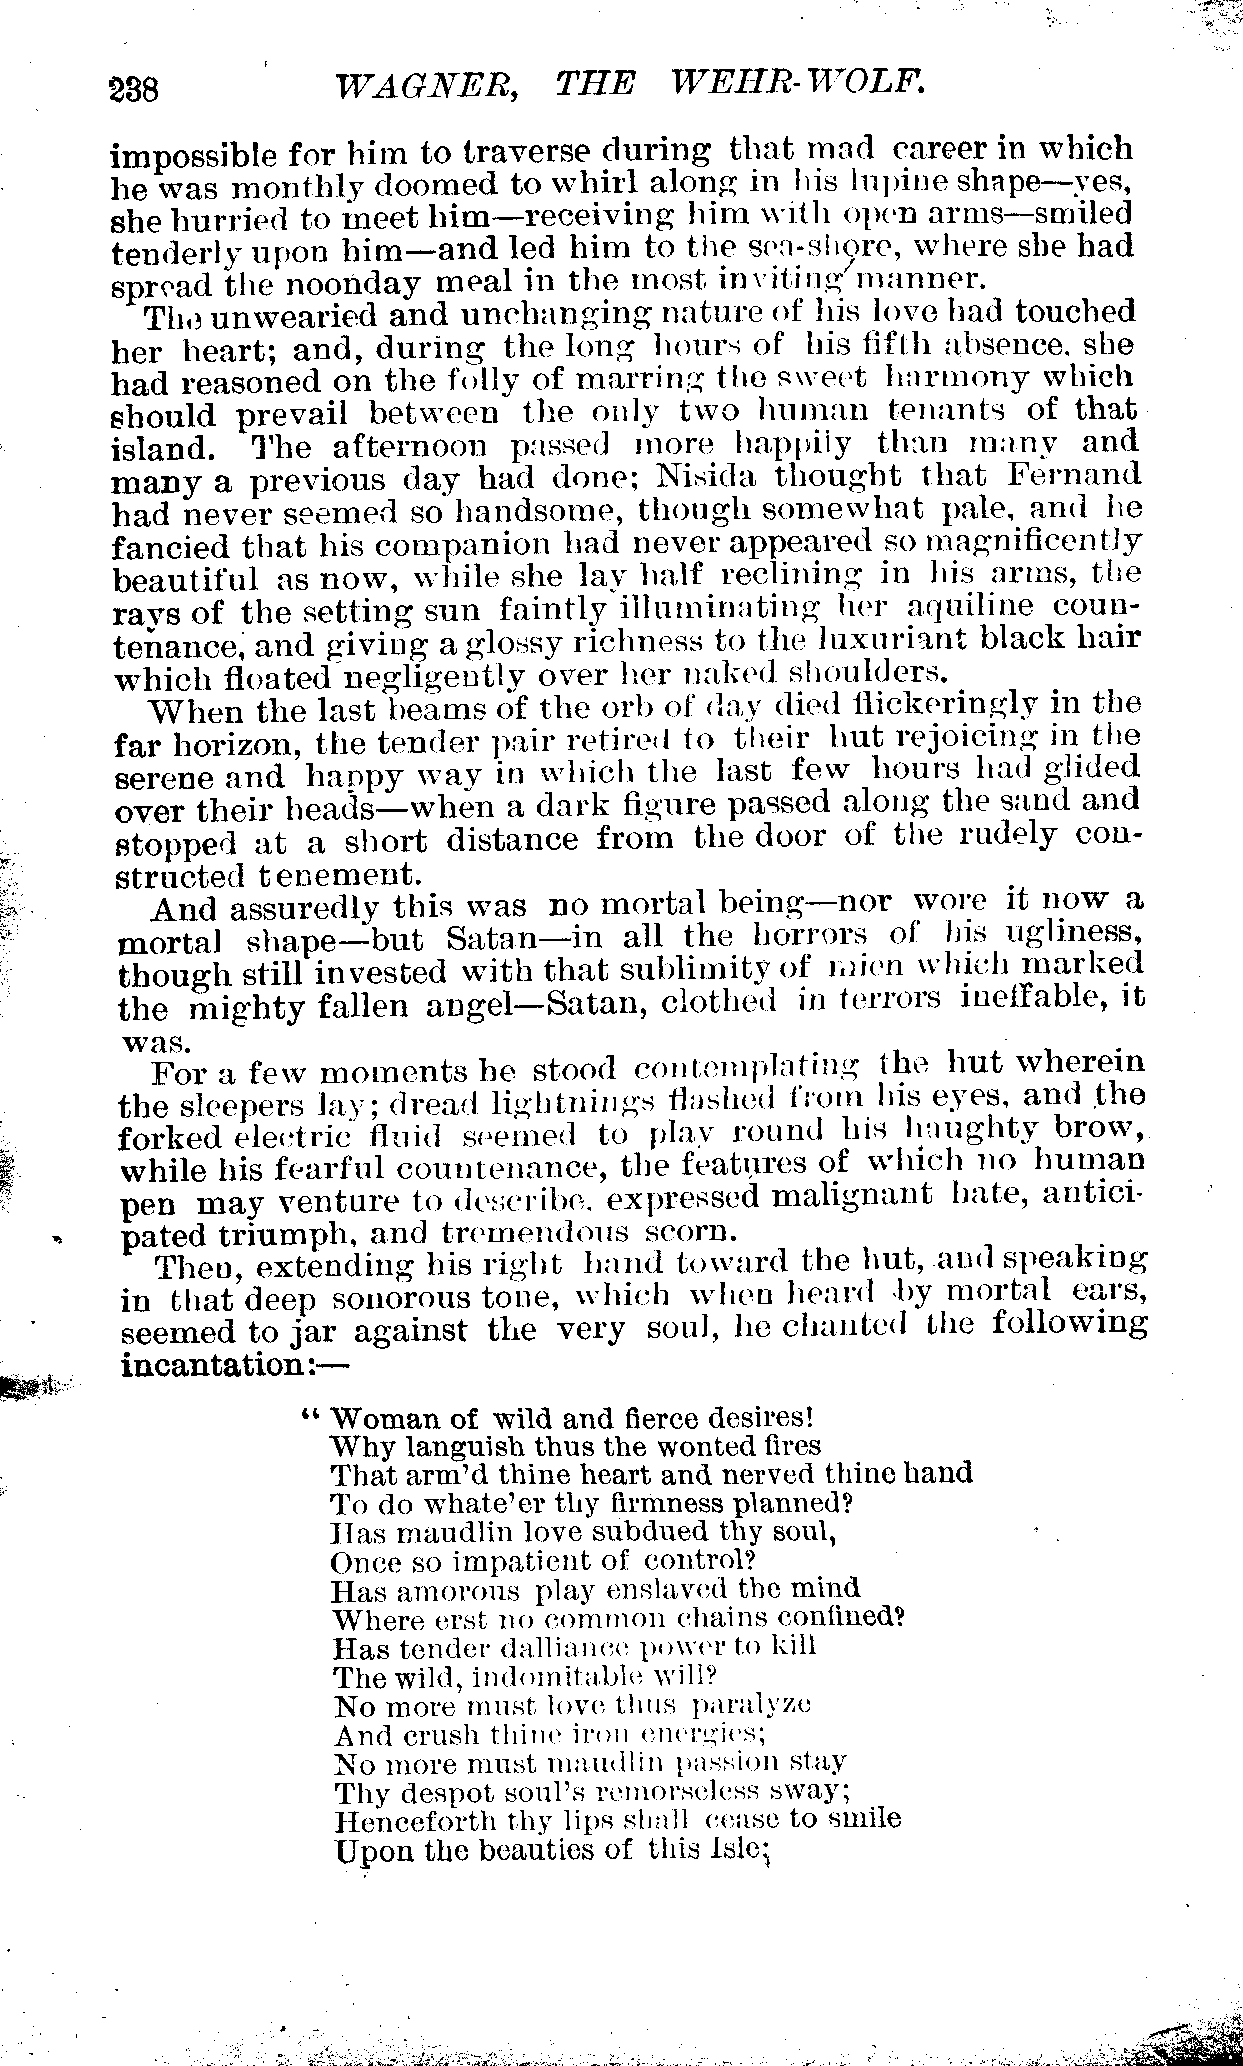 238 WAGNER, THE WEHR-WOLF.
impossible for him to traverse during that mad career in which
he was monthly doomed to whirl along in his lupine shape—yes,
she hurried to meet him—receiving him with open arms—smiled
tenderly upon him—and led him to the sea-shore, where she had
spread the noonday meal in the most inviting manner.
The unwearied and unchanging nature of his love had touched
her heart; and, during the long hours of his fifth absence. she
had reasoned on the folly of marring the sweet harmony which
should prevail between the only two human tenants of that
island. The afternoon passed more happily than many and
many a previous day had done; Nisida thought that Fernand
had never seemed so handsome, though somewhat pale, and he
fancied that his companion had never appeared so magnificently
beautiful as now, while she lay half reclining in his arms, the
rays of the setting sun faintly illuminating her aquiline coun-
tenance, and giving a glossy richness to the luxuriant black hair
which floated negligently over her naked shoulders.
When the last beams of the orb of day died flickeringly in the
far horizon, the tender pair retired to their hut rejoicing in the
serene and happy way in which the last few hours had glided
over their heads—when a dark figure passed along the sand and
stopped at a short distance from the door of the rudely con-
structed tenement.
And assuredly this was no mortal being—nor wore it now a
mortal shape—but Satan—in all the horrors of his ugliness,
though still invested with that sublimity of mien which marked
the mighty fallen angel—Satan, clothed in terrors ineffable, it
was.
For a few moments he stood contemplating the hut wherein
the sleepers lay; dread lightnings flashed from his eyes, and the
forked electric fluid seemed to play round his haughty brow,
while his fearful countenance, the features of which no human
pen may venture to describe. expressed malignant hate, antici-
pated triumph, and tremendous scorn.
Then, extending his right hand toward the hut, and speaking
in that deep sonorous tone, which when heard by mortal ears,
seemed to jar against the very soul, he chanted the following
incantation:—
“ Woman of wild and fierce desires!
Why languish thus the wonted fires
That arm’d thine heart and nerved thine hand
To do whate’er thy firmness planned?
Has maudlin love subdued thy soul,
Once so impatient of control?
Has amorous play enslaved the mind
Where erst no common chains confined?
Has tender dalliance power to kill
The wild, indomitable will?
No more must love thus paralyze
And crush thine iron energies;
No more must maudlin passion stay
Thy despot soul’s remorseless sway;
Henceforth thy lips shall cease to smile
Upon the beauties of this Isle;